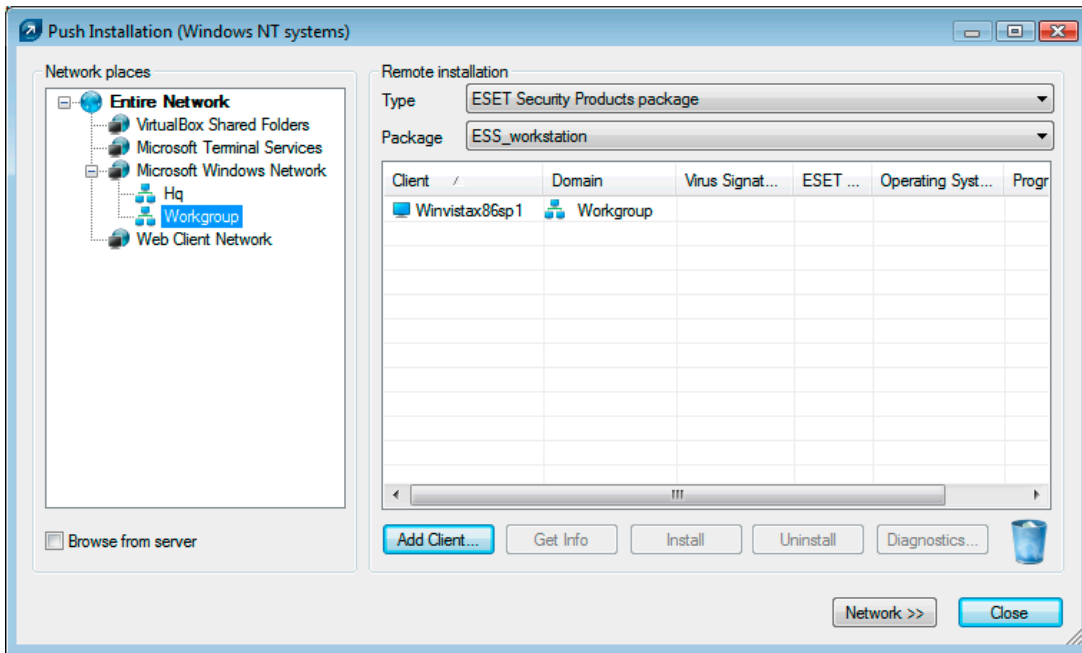 Push Installation (Windows NT systems)
Network places
Entire Network
VirtualBox Shared Folders
Microsoft Terminal Services
Microsoft Windows Network
Hq
Workgroup
Web Client Network
Browse from server
Remote installation
Type ESET Security Products package
Package ESS_workstation
Client Domain Virus Signat... ESET ... Operating Syst... Progr
Winvistax86sp1 Workgroup
Add Client... Get Info Install Uninstall Diagnostics...
Network >> Close